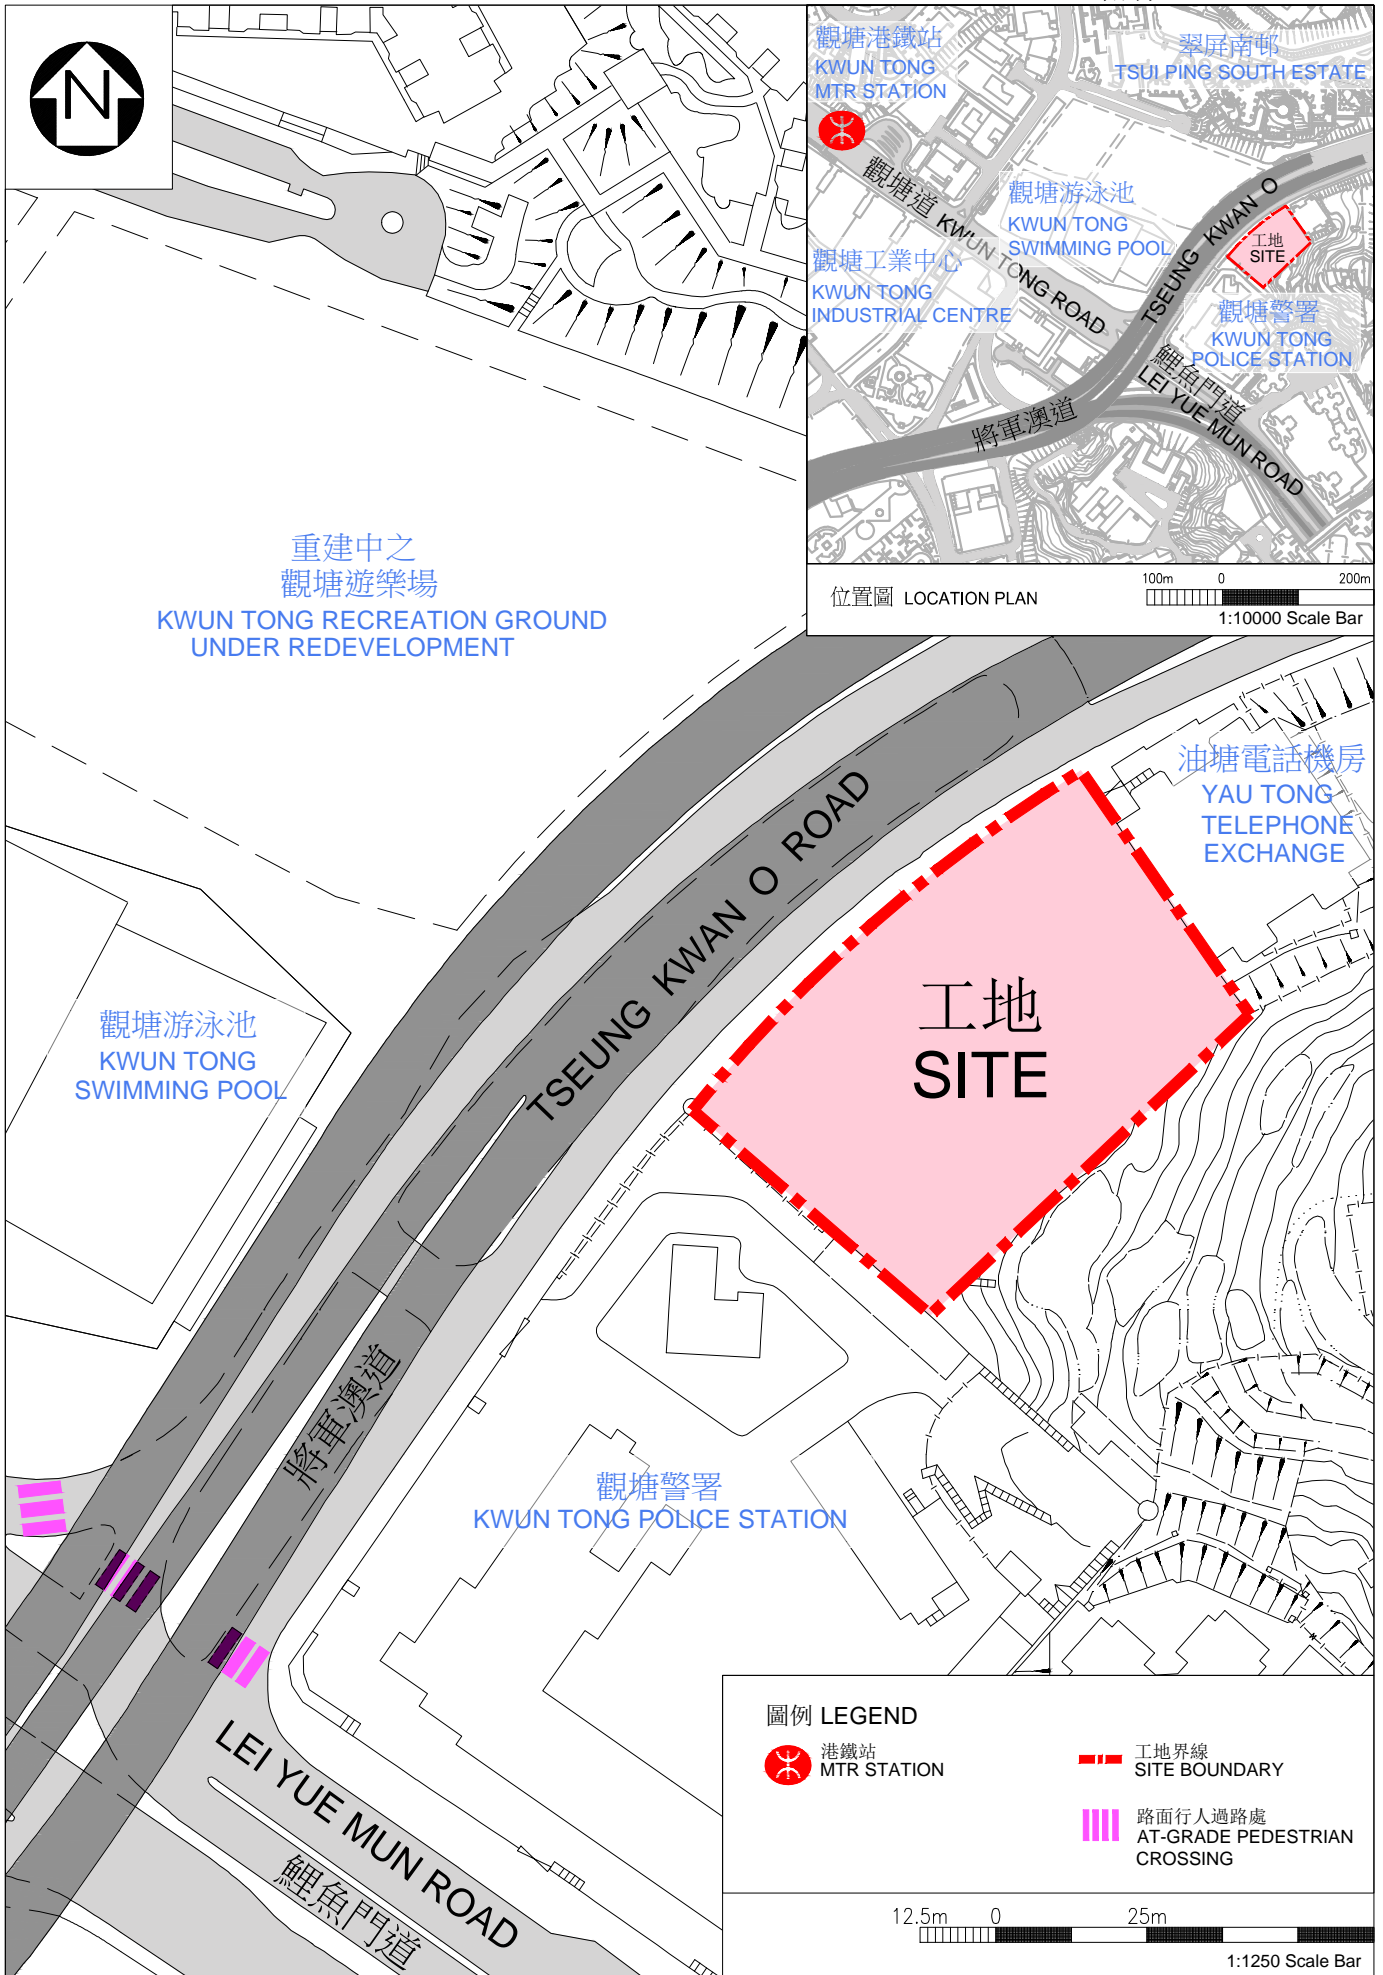 N
觀塘港鐵站
KWUN TONG
MTR STATION
翠屏南邨
TSUI PING SOUTH ESTATE
觀塘道 KWUN TONG ROAD
觀塘游泳池
KWUN TONG
SWIMMING POOL
TSEUNG KWAN O
工地
SITE
觀塘工業中心
KWUN TONG
INDUSTRIAL CENTRE
觀塘警署
KWUN TONG
POLICE STATION
鯉魚門道
LEI YUE MUN ROAD
將軍澳道
位置圖 LOCATION PLAN
100m 0 200m
1:10000 Scale Bar
重建中之
觀塘遊樂場
KWUN TONG RECREATION GROUND
UNDER REDEVELOPMENT
油塘電話機房
YAU TONG
TELEPHONE
EXCHANGE
TSEUNG KWAN O ROAD
工地
SITE
觀塘游泳池
KWUN TONG
SWIMMING POOL
將軍澳道
觀塘警署
KWUN TONG POLICE STATION
LEI YUE MUN ROAD
鯉魚門道
圖例 LEGEND
港鐵站
MTR STATION
工地界線
SITE BOUNDARY
路面行人過路處
AT-GRADE PEDESTRIAN
CROSSING
12.5m 0 25m
1:1250 Scale Bar